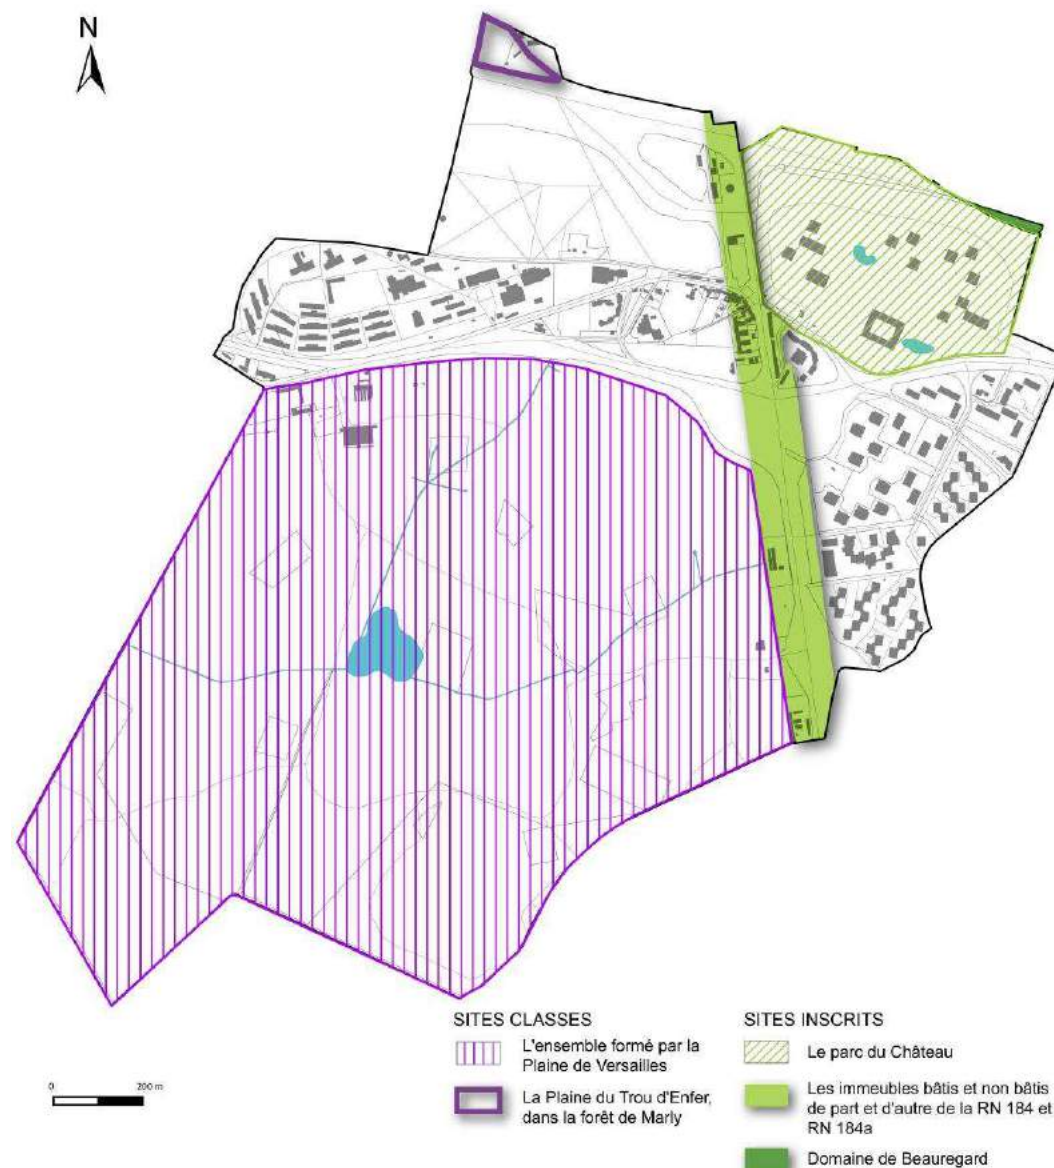 N
SITES CLASSES
L'ensemble formé par la
Plaine de Versailles
La Plaine du Trou d'Enfer,
dans la forêt de Marly
SITES INSCRITS
Le parc du Château
Les immeubles bâtis et non bâtis
de part et d'autre de la RN 184 et
RN 184a
Domaine de Beauregard
0 200 m